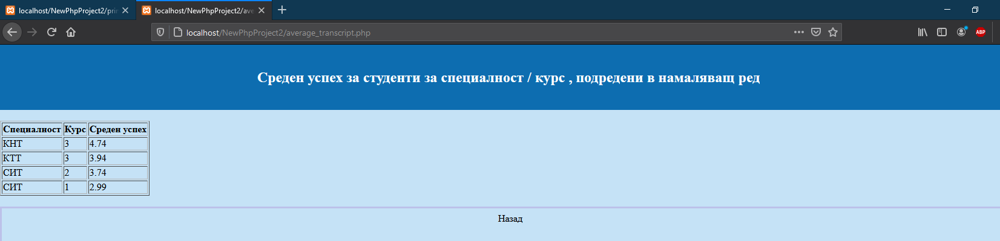 localhost/NewPhpProject2/prin
localhost/NewPhpProject2/ave
localhost/NewPhpProject2/average_transcript.php
ABP
Среден успех за студенти за специалност / курс , подредени в намаляващ ред
Специалност Курс Среден успех
КНТ 3 4.74
КТТ 3 3.94
СИТ 2 3.74
СИТ 1 2.99
Назад